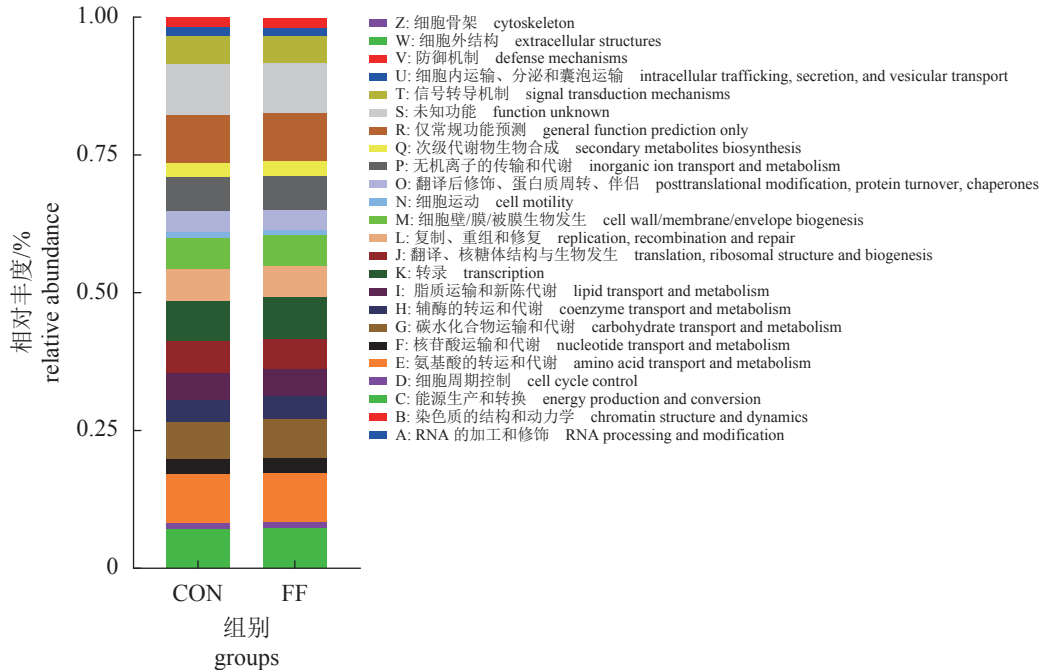 相对丰度/%
relative abundance
1.00
0.75
0.50
0.25
0
CON
FF
组别
groups
Z: 细胞骨架 cytoskeleton
W: 细胞外结构 extracellular structures
V: 防御机制 defense mechanisms
U: 细胞内运输、分泌和囊泡运输 intracellular trafficking, secretion, and vesicular transport
T: 信号转导机制 signal transduction mechanisms
S: 未知功能 function unknown
R: 仅常规功能预测 general function prediction only
Q: 次级代谢物生物合成 secondary metabolites biosynthesis
P: 无机离子的传输和代谢 inorganic ion transport and metabolism
O: 翻译后修饰、蛋白质周转、伴侣 posttranslational modification, protein turnover, chaperones
N: 细胞运动 cell motility
M: 细胞壁/膜/被膜生物发生 cell wall/membrane/envelope biogenesis
L: 复制、重组和修复 replication, recombination and repair
J: 翻译、核糖体结构与生物发生 translation, ribosomal structure and biogenesis
K: 转录 transcription
I: 脂质运输和新陈代谢 lipid transport and metabolism
H: 辅酶的转运和代谢 coenzyme transport and metabolism
G: 碳水化合物运输和代谢 carbohydrate transport and metabolism
F: 核苷酸运输和代谢 nucleotide transport and metabolism
E: 氨基酸的转运和代谢 amino acid transport and metabolism
D: 细胞周期控制 cell cycle control
C: 能源生产和转换 energy production and conversion
B: 染色质的结构和动力学 chromatin structure and dynamics
A: RNA 的加工和修饰 RNA processing and modification